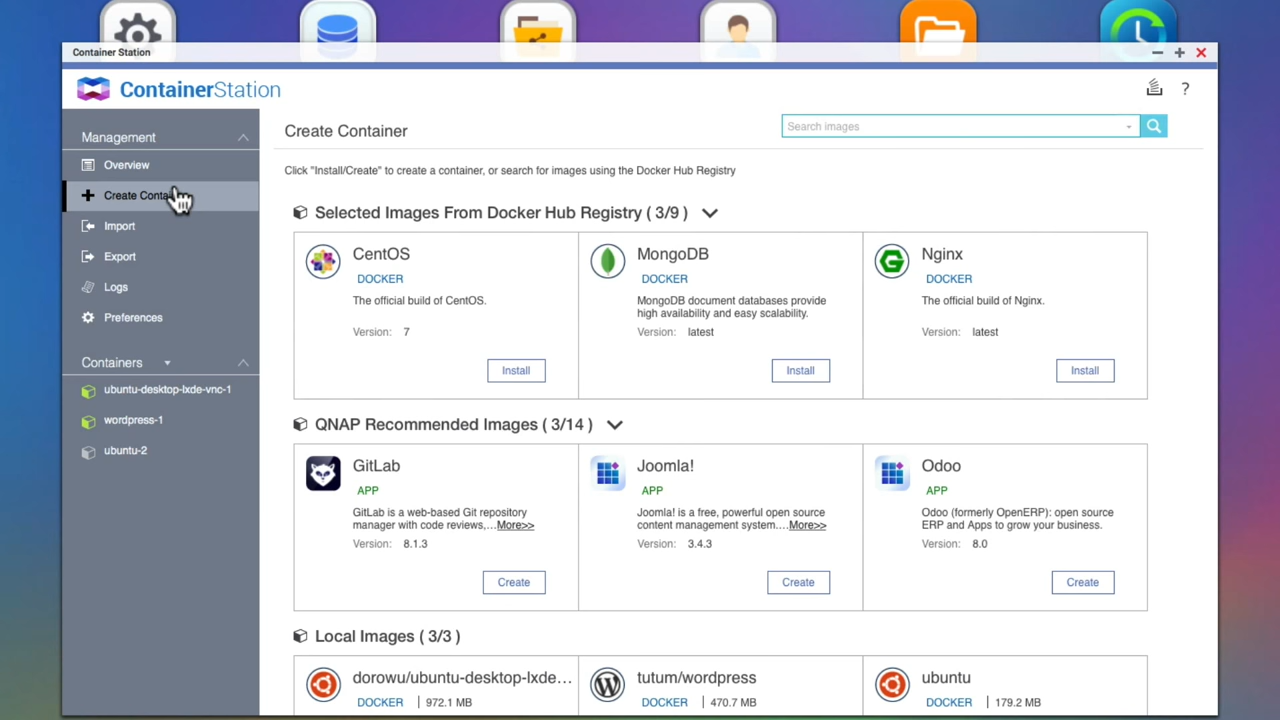 Container Station
ContainerStation
?
Management
Overview
Create Contai
Import
Export
Logs
Preferences
Containers
ubuntu-desktop-lxde-vnc-1
wordpress-1
ubuntu-2
Create Container
Search images
Click "Install/Create" to create a container, or search for images using the Docker Hub Registry
Selected Images From Docker Hub Registry ( 3/9 )
CentOS
DOCKER
The official build of CentOS.
Version: 7
Install
MongoDB
DOCKER
MongoDB document databases provide
high availability and easy scalability.
Version: latest
Install
Nginx
DOCKER
The official build of Nginx.
Version: latest
Install
QNAP Recommended Images ( 3/14 )
GitLab
APP
GitLab is a web-based Git repository
manager with code reviews,...More>>
Version: 8.1.3
Create
Joomla!
APP
Joomla! is a free, powerful open source
content management system....More>>
Version: 3.4.3
Create
Odoo
APP
Odoo (formerly OpenERP): open source
ERP and Apps to grow your business.
Version: 8.0
Create
Local Images ( 3/3 )
dorowu/ubuntu-desktop-lxde...
DOCKER | 972.1 MB
tutum/wordpress
DOCKER | 470.7 MB
ubuntu
DOCKER | 179.2 MB